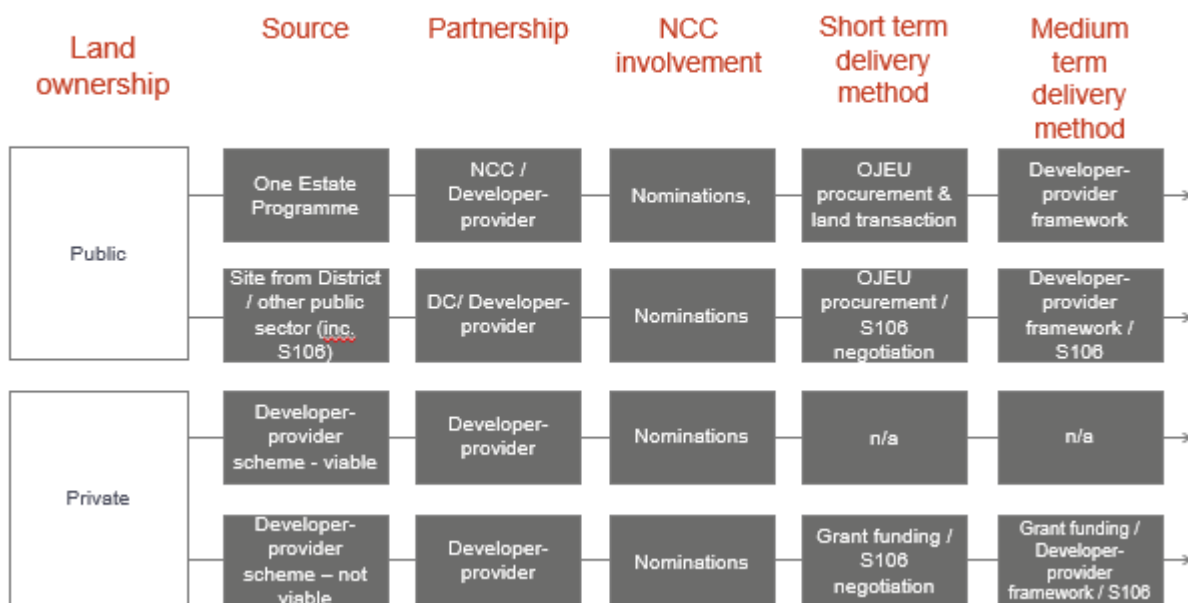 Land
ownership
Source
Partnership
NCC
involvement
Short term
delivery
method
Medium
term
delivery
method
Public
One Estate
Programme
NCC /
Developer-
provider
Nominations,
OJEU
procurement &
land transaction
Developer-
provider
framework
Site from District
/ other public
sector (inc.
S106)
DC/ Developer-
provider
Nominations
OJEU
procurement /
S106
negotiation
Developer-
provider
framework /
S106
Private
Developer-
provider
scheme - viable
Developer-
provider
Nominations
n/a
n/a
Developer-
provider
scheme – not
viable
Developer-
provider
Nominations
Grant funding /
S106
negotiation
Grant funding /
Developer-
provider
framework / S106